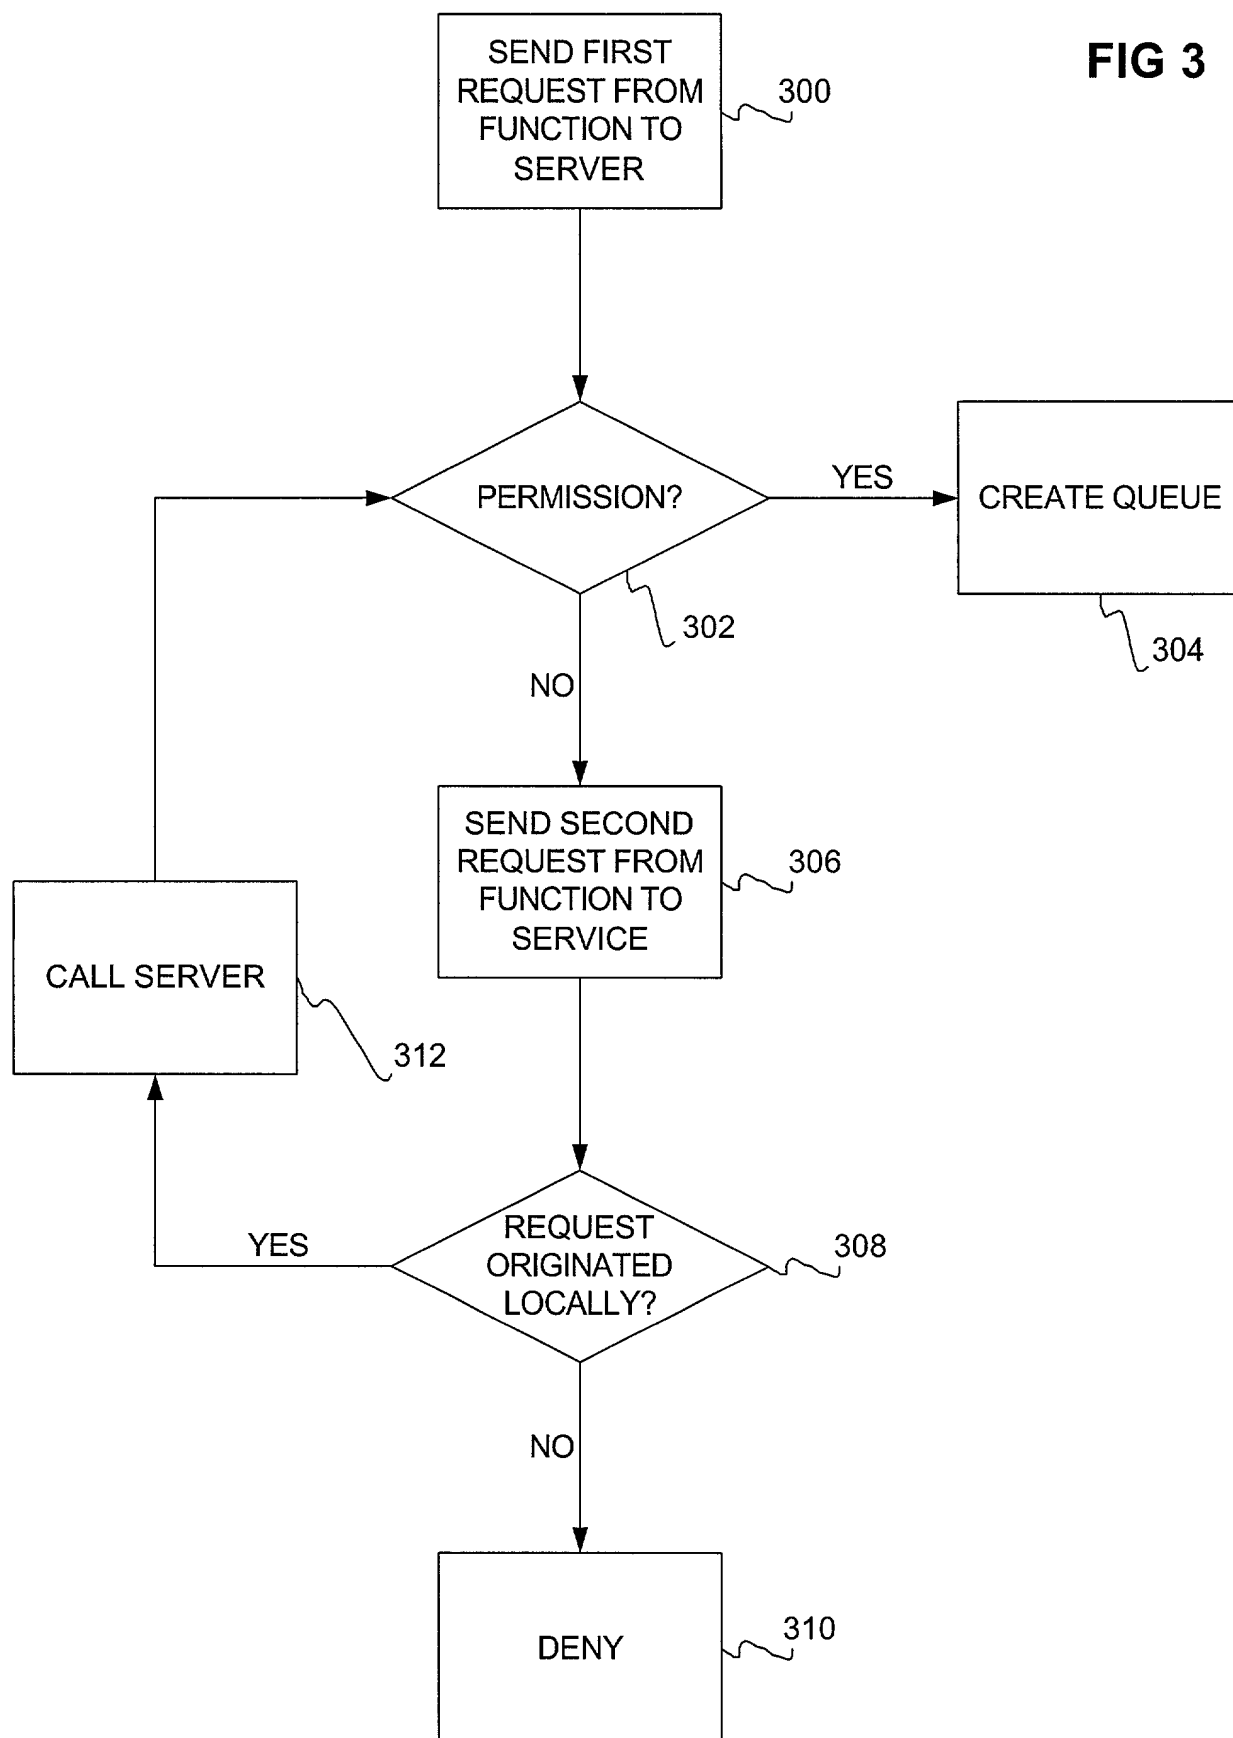 FIG 3
SEND FIRST
REQUEST FROM
FUNCTION TO
SERVER
300
PERMISSION?
302
YES
CREATE QUEUE
304
NO
SEND SECOND
REQUEST FROM
FUNCTION TO
SERVICE
306
CALL SERVER
312
REQUEST
ORIGINATED
LOCALLY?
308
YES
NO
DENY
310